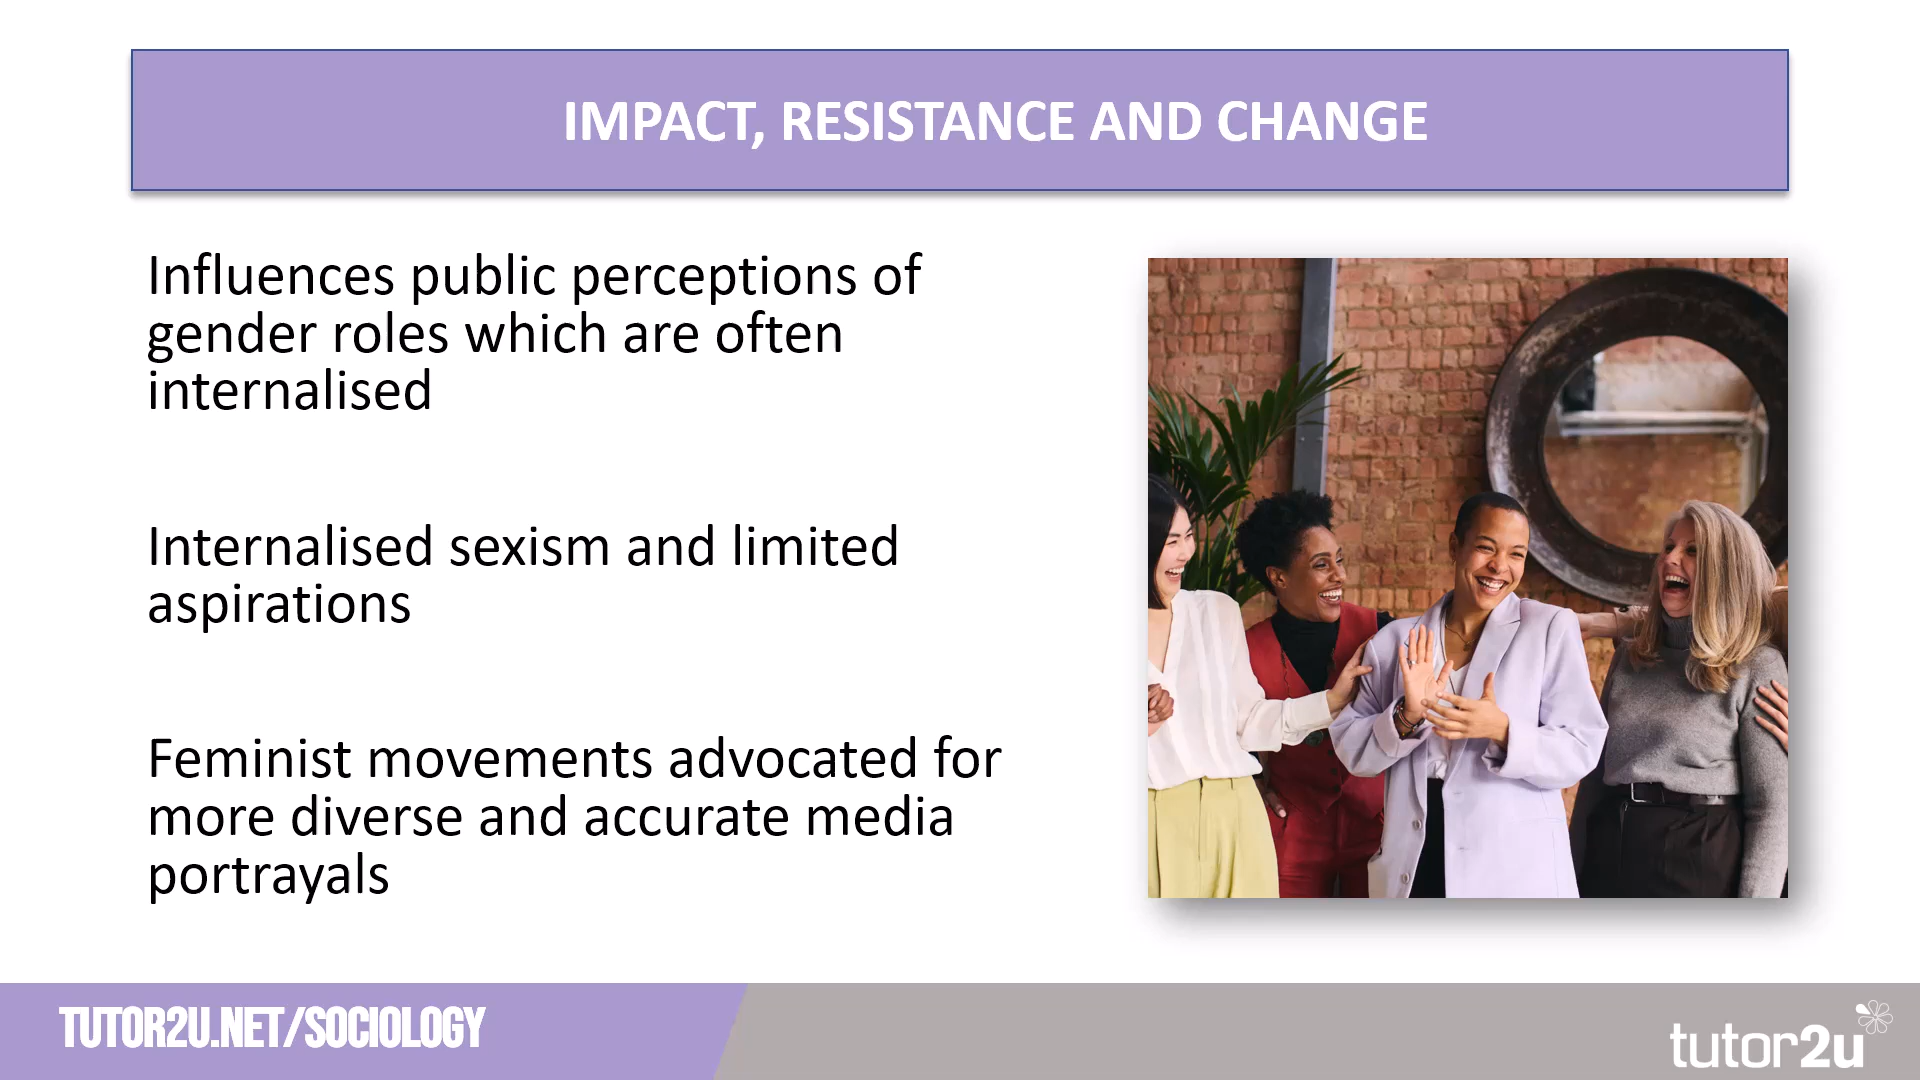 IMPACT, RESISTANCE AND CHANGE
Influences public perceptions of
gender roles which are often
internalised
Internalised sexism and limited
aspirations
Feminist movements advocated for
more diverse and accurate media
portrayals
TUTOR2U.NET/SOCIOLOGY
tutor2u